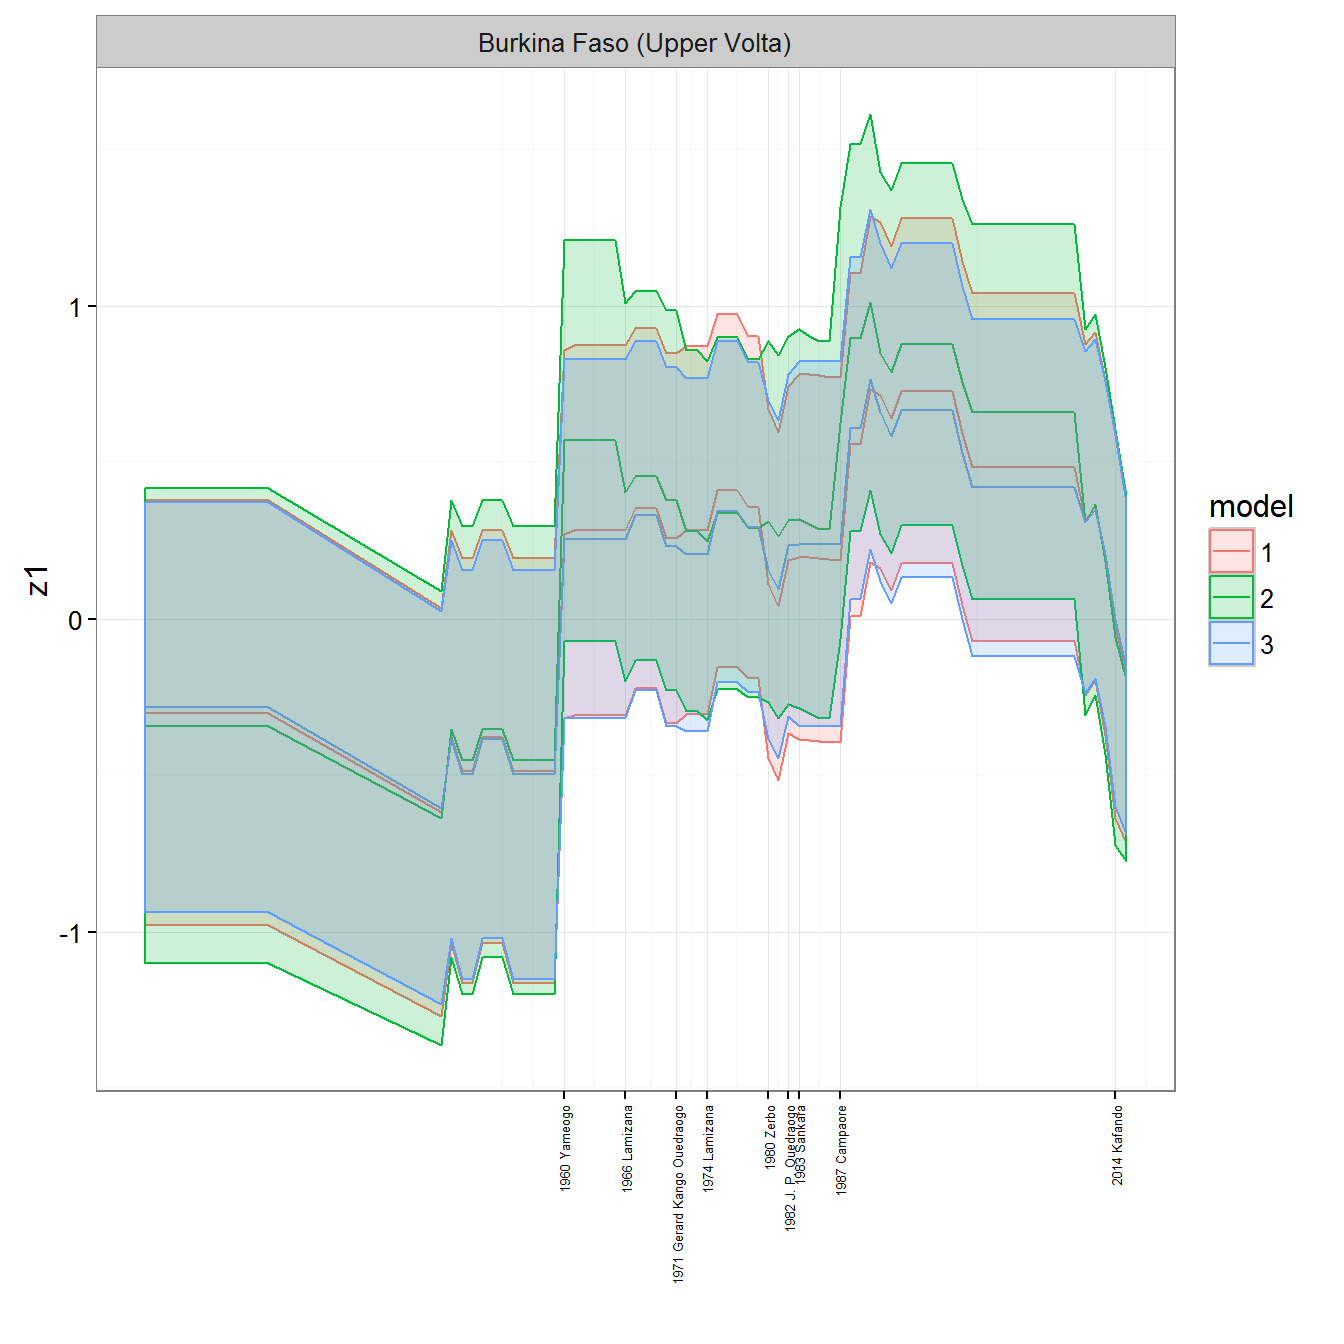 Burkina Faso (Upper Volta)
z1
1
0
-1
1960 Yameogo
1966 Lamizana
1971 Gerard Kango Ouedraogo
1974 Lamizana
1980 Zerbo
1982 J. P. Ouedraogo
1983 Sankara
1987 Campaore
2014 Kafando
model
1
2
3